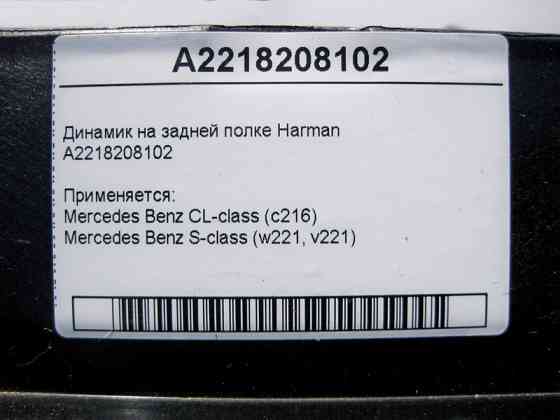 A2218208102
Динамик на задней полке Harman
A2218208102
Применяется:
Mercedes Benz CL-class (c216)
Mercedes Benz S-class (w221, v221)